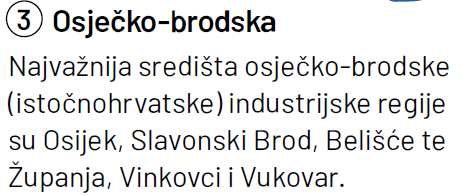 3 Osječko-brodska
Najvažnija središta osječko-brodske
(istočnohrvatske) industrijske regije
su Osijek, Slavonski Brod, Belišće te
Županja, Vinkovci i Vukovar.